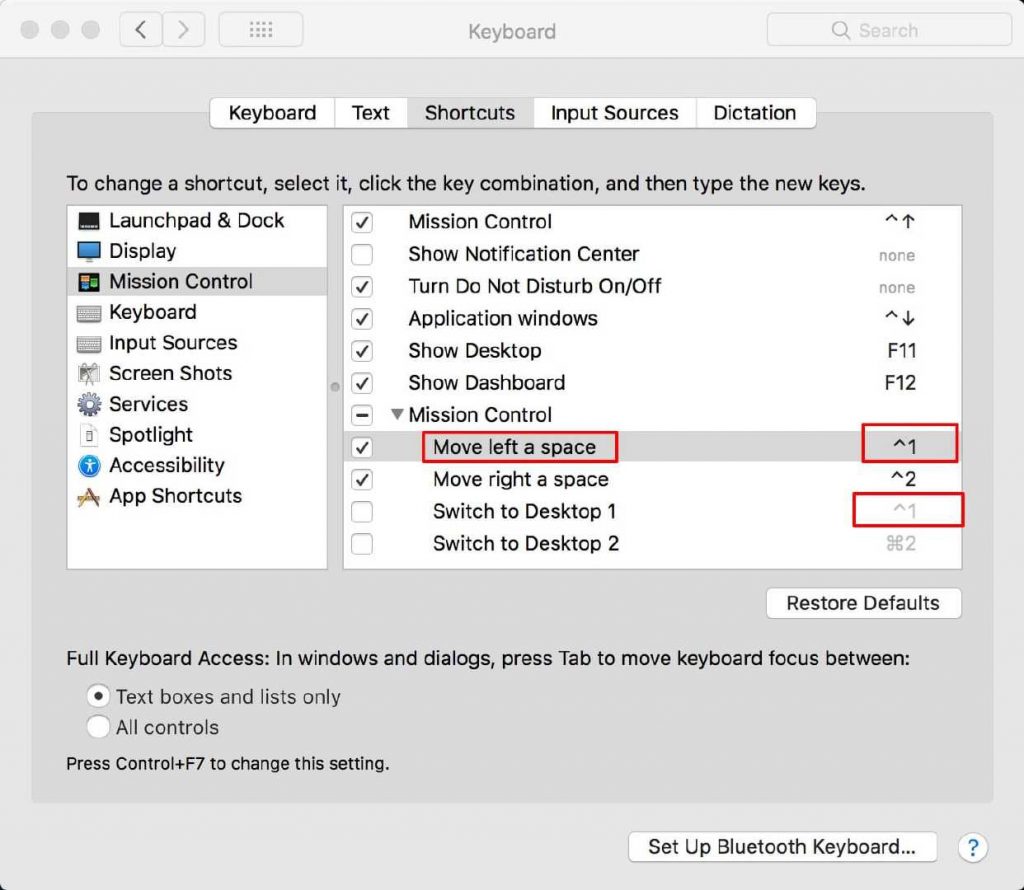 Keyboard
Search
Keyboard Text Shortcuts Input Sources Dictation
To change a shortcut, select it, click the key combination, and then type the new keys.
Launchpad & Dock
Display
Mission Control
Keyboard
Input Sources
Screen Shots
Services
Spotlight
Accessibility
App Shortcuts
Mission Control ^↑
Show Notification Center none
Turn Do Not Disturb On/Off none
Application windows ^↓
Show Desktop F11
Show Dashboard F12
Mission Control
Move left a space ^1
Move right a space ^2
Switch to Desktop 1 ^1
Switch to Desktop 2 ⌘2
Restore Defaults
Full Keyboard Access: In windows and dialogs, press Tab to move keyboard focus between:
Text boxes and lists only
All controls
Press Control+F7 to change this setting.
Set Up Bluetooth Keyboard... ?